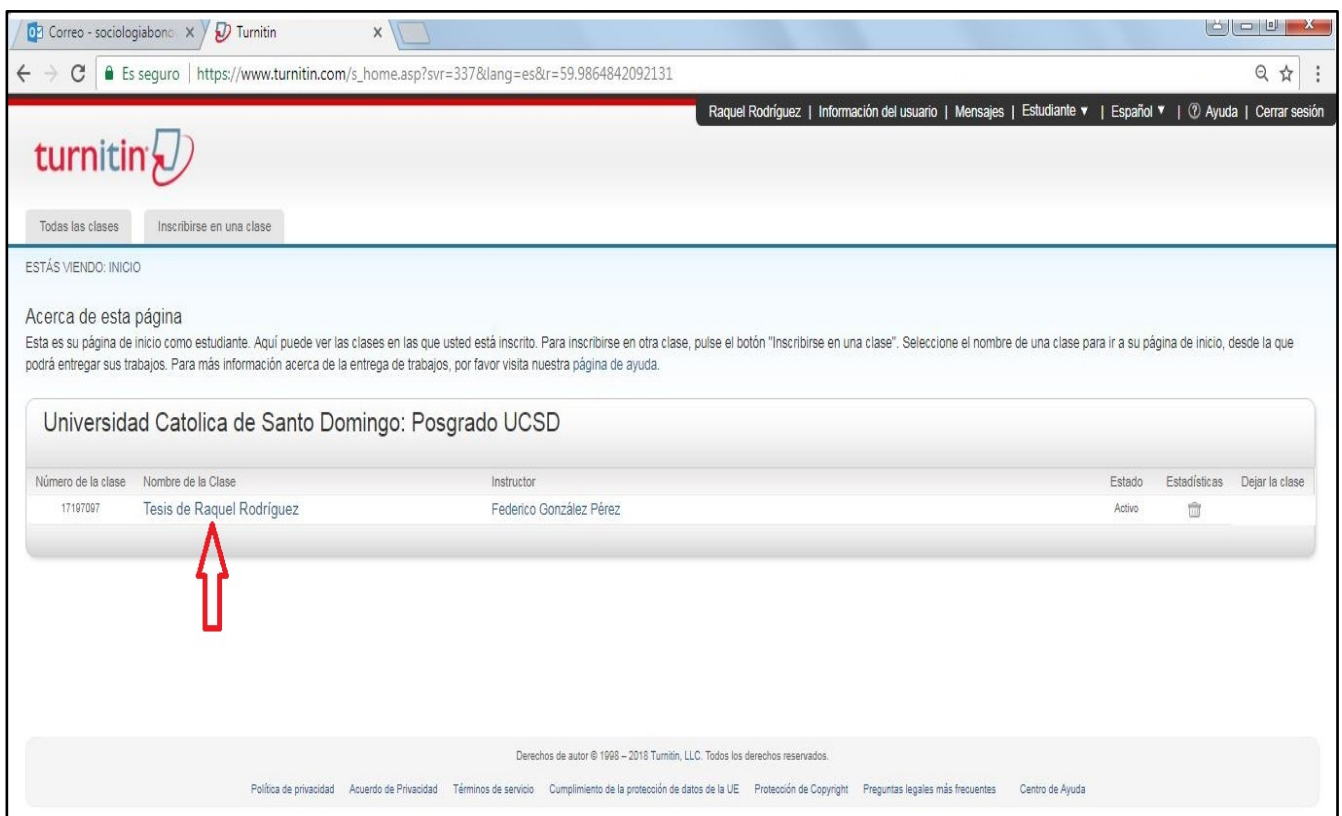 Correo - sociologiabono
Turnitin
Es seguro | https://www.turnitin.com/s_home.asp?svr=337&lang=es&r=59.9864842092131
Raquel Rodríguez | Información del usuario | Mensajes | Estudiante ▼ | Español ▼ | ? Ayuda | Cerrar sesión
turnitin
Todas las clases
Inscribirse en una clase
ESTÁS VIENDO: INICIO
Acerca de esta página
Esta es su página de inicio como estudiante. Aquí puede ver las clases en las que usted está inscrito. Para inscribirse en otra clase, pulse el botón "Inscribirse en una clase". Seleccione el nombre de una clase para ir a su página de inicio, desde la que
podrá entregar sus trabajos. Para más información acerca de la entrega de trabajos, por favor visita nuestra página de ayuda.
Universidad Catolica de Santo Domingo: Posgrado UCSD
Número de la clase Nombre de la Clase Instructor Estado Estadísticas Dejar la clase
17197097 Tesis de Raquel Rodríguez Federico González Pérez Activo
Derechos de autor © 1998 – 2018 Turnitin, LLC. Todos los derechos reservados.
Política de privacidad Acuerdo de Privacidad Términos de servicio Cumplimiento de la protección de datos de la UE Protección de Copyright Preguntas legales más frecuentes Centro de Ayuda